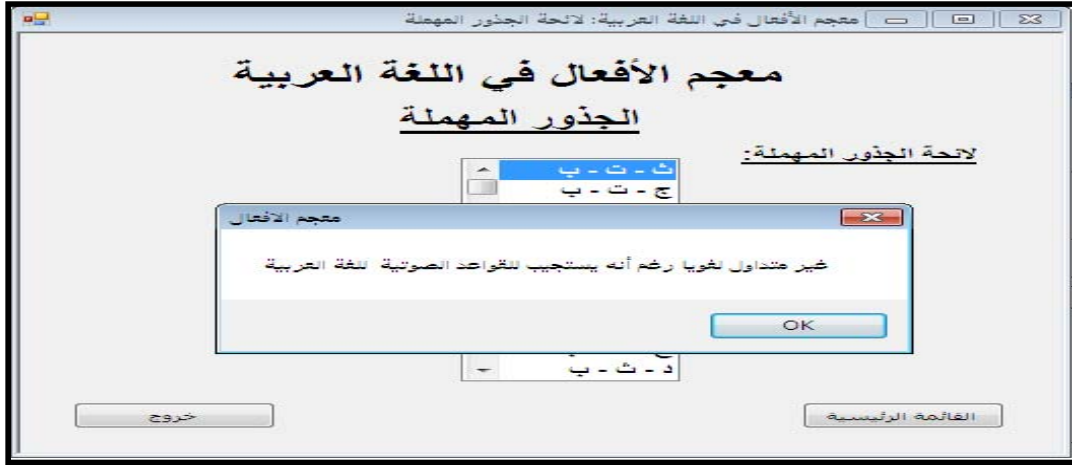 معجم الأفعال في اللغة العربية: لائحة الجذور المهملة
معجم الأفعال في اللغة العربية
الجذور المهملة
لائحة الجذور المهملة:
ث - ت - ب
ج - ت - ب
معجم الافعال
غير متداول لغويا رغم أنه يستجيب للقواعد الصوتية للغة العربية
OK
د - ث - ب
القائمة الرئيسية
خروج